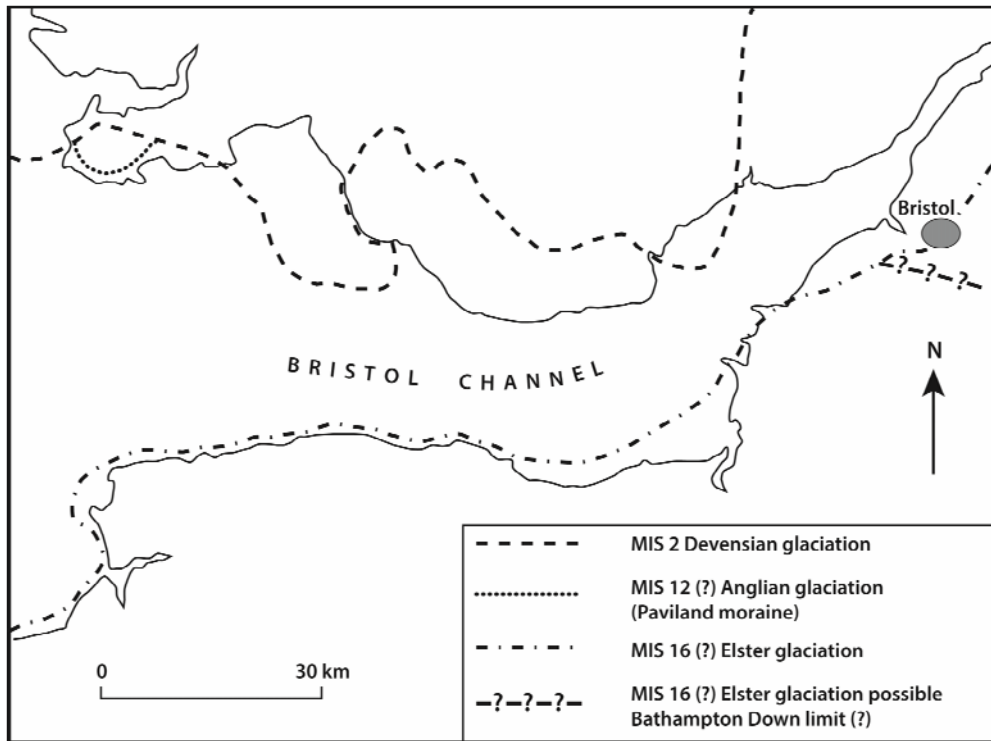 Bristol.
BRISTOL CHANNEL
N
? ? ?
MIS 2 Devensian glaciation
MIS 12 (?) Anglian glaciation
(Paviland moraine)
MIS 16 (?) Elster glaciation
? ? ?
MIS 16 (?) Elster glaciation possible
Bathampton Down limit (?)
0 30 km